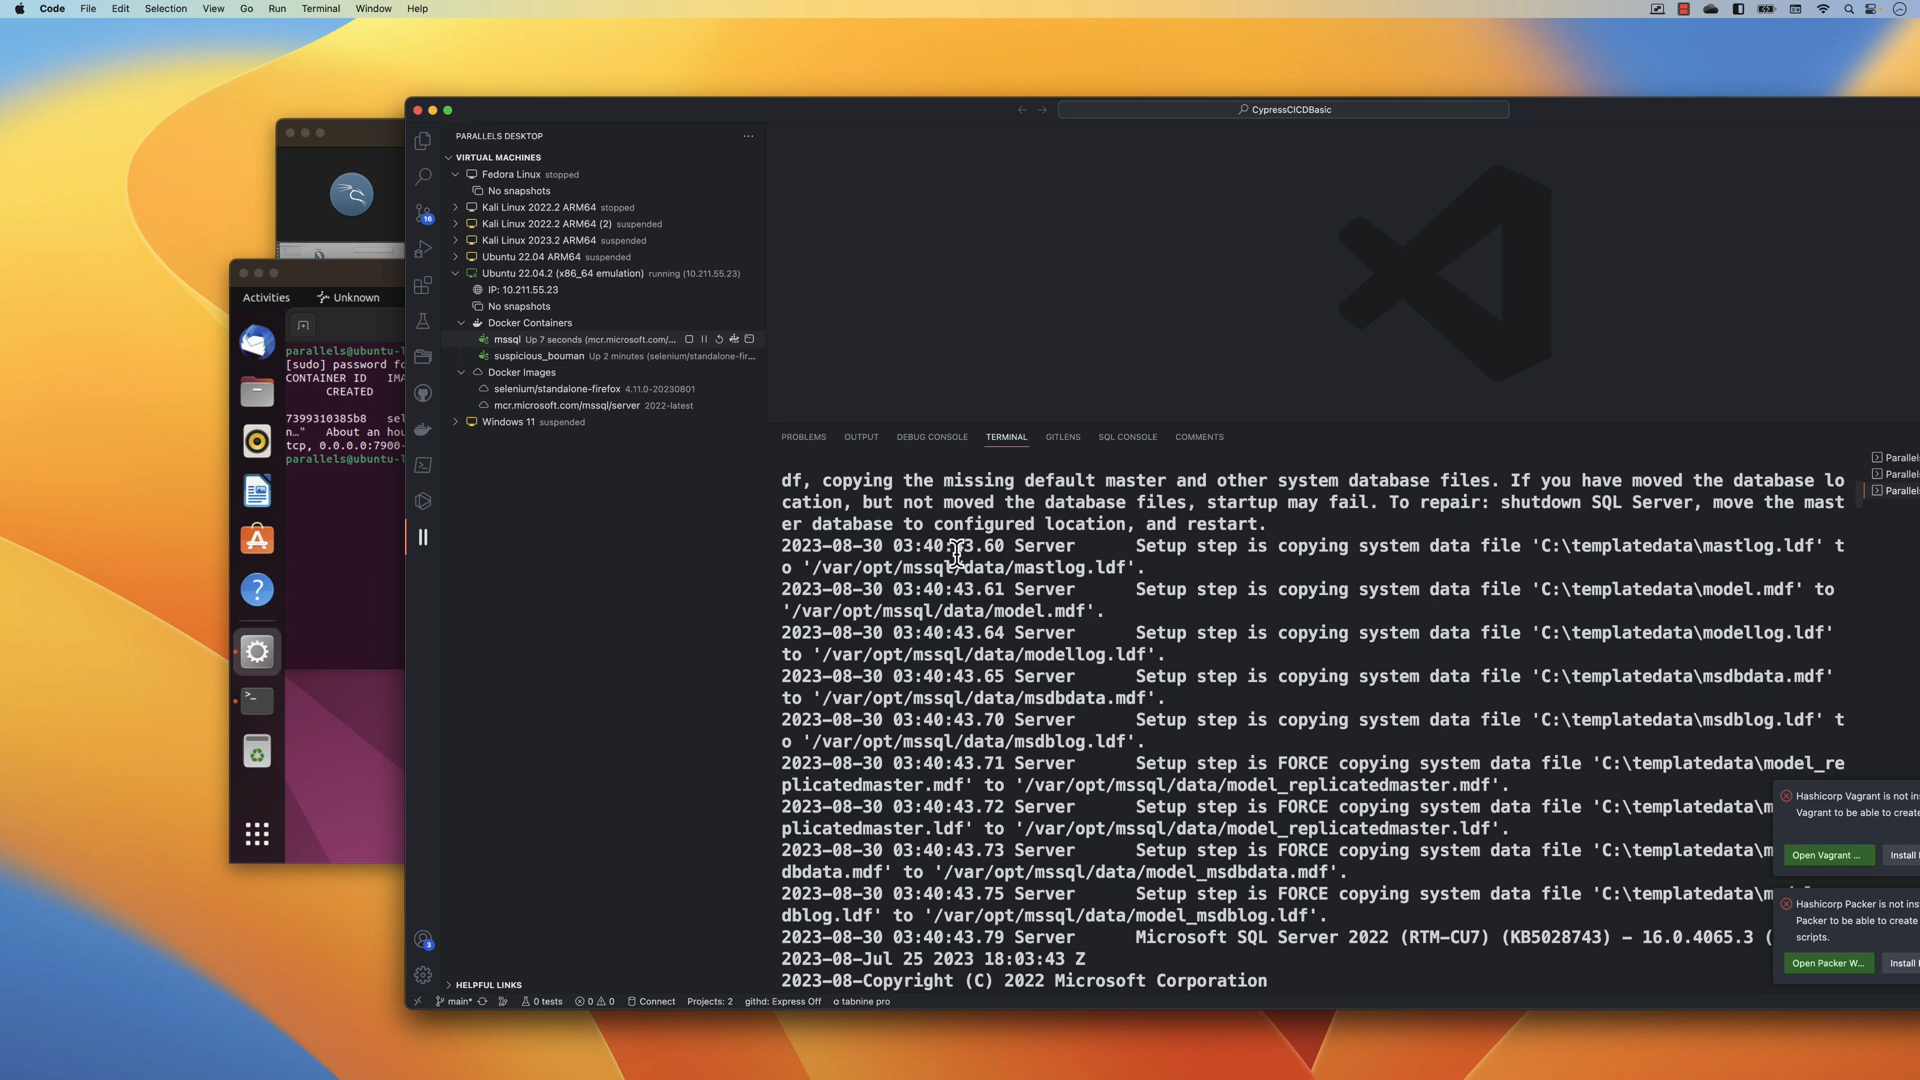 Code File Edit Selection View Go Run Terminal Window Help
CypressCICDBasic
PARALLELS DESKTOP
VIRTUAL MACHINES
Fedora Linux stopped
No snapshots
Kali Linux 2022.2 ARM64 stopped
Kali Linux 2022.2 ARM64 (2) suspended
Kali Linux 2023.2 ARM64 suspended
Ubuntu 22.04 ARM64 suspended
Ubuntu 22.04.2 (x86_64 emulation) running (10.211.55.23)
IP: 10.211.55.23
No snapshots
Docker Containers
mssql Up 7 seconds (mcr.microsoft.com/...
suspicious_bouman Up 2 minutes (selenium/standalone-fir...
Docker Images
selenium/standalone-firefox 4.11.0-20230801
mcr.microsoft.com/mssql/server 2022-latest
Windows 11 suspended
16
3
HELPFUL LINKS
Activities Unknown
parallels@ubuntu-l
[sudo] password fo
CONTAINER ID IMA
CREATED
7399310385b8 sel
n…" About an hou
tcp, 0.0.0.0:7900-
parallels@ubuntu-l
PROBLEMS OUTPUT DEBUG CONSOLE TERMINAL GITLENS SQL CONSOLE COMMENTS
Parallels
Parallels
Parallels
df, copying the missing default master and other system database files. If you have moved the database lo
cation, but not moved the database files, startup may fail. To repair: shutdown SQL Server, move the mast
er database to configured location, and restart.
2023-08-30 03:40:43.60 Server Setup step is copying system data file 'C:\templatedata\mastlog.ldf' t
o '/var/opt/mssql/data/mastlog.ldf'.
2023-08-30 03:40:43.61 Server Setup step is copying system data file 'C:\templatedata\model.mdf' to
'/var/opt/mssql/data/model.mdf'.
2023-08-30 03:40:43.64 Server Setup step is copying system data file 'C:\templatedata\modellog.ldf'
to '/var/opt/mssql/data/modellog.ldf'.
2023-08-30 03:40:43.65 Server Setup step is copying system data file 'C:\templatedata\msdbdata.mdf'
to '/var/opt/mssql/data/msdbdata.mdf'.
2023-08-30 03:40:43.70 Server Setup step is copying system data file 'C:\templatedata\msdblog.ldf' t
o '/var/opt/mssql/data/msdblog.ldf'.
2023-08-30 03:40:43.71 Server Setup step is FORCE copying system data file 'C:\templatedata\model_re
plicatedmaster.mdf' to '/var/opt/mssql/data/model_replicatedmaster.mdf'.
2023-08-30 03:40:43.72 Server Setup step is FORCE copying system data file 'C:\templatedata\m
plicatedmaster.ldf' to '/var/opt/mssql/data/model_replicatedmaster.ldf'.
2023-08-30 03:40:43.73 Server Setup step is FORCE copying system data file 'C:\templatedata\m
dbdata.mdf' to '/var/opt/mssql/data/model_msdbdata.mdf'.
2023-08-30 03:40:43.75 Server Setup step is FORCE copying system data file 'C:\templatedata\m
dblog.ldf' to '/var/opt/mssql/data/model_msdblog.ldf'.
2023-08-30 03:40:43.79 Server Microsoft SQL Server 2022 (RTM-CU7) (KB5028743) - 16.0.4065.3 (
2023-08-Jul 25 2023 18:03:43 Z
2023-08-Copyright (C) 2022 Microsoft Corporation
Hashicorp Vagrant is not ins
Vagrant to be able to create
Open Vagrant ... Install
Hashicorp Packer is not ins
Packer to be able to create
scripts.
Open Packer W... Install
main* 0 tests 0 0 Connect Projects: 2 githd: Express Off tabnine pro